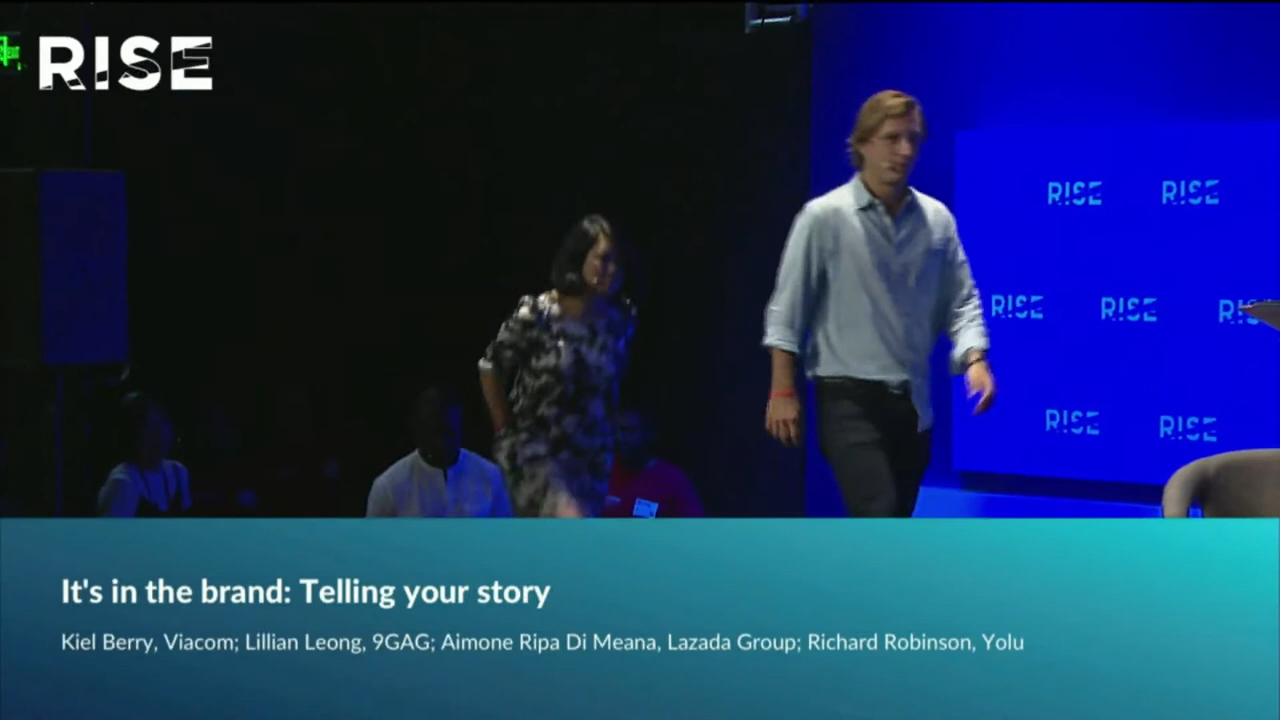 RISE
RISE RISE
RISE RISE
RISE RISE
It's in the brand: Telling your story
Kiel Berry, Viacom; Lillian Leong, 9GAG; Aimone Ripa Di Meana, Lazada Group; Richard Robinson, Yolu